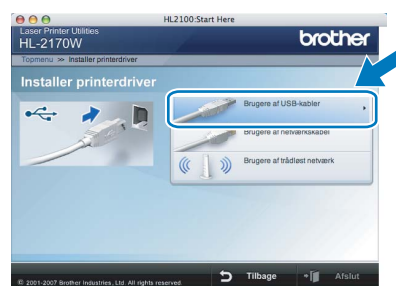 HL2100:Start Here
Laser Printer Utilities
HL-2170W
brother
Topmenu >> Installer printerdriver
Installer printerdriver
Brugere af USB-kabler
Brugere af netværkskabel
Brugere af trådløst netværk
© 2001-2007 Brother Industries, Ltd. All rights reserved.
Tilbage
Afslut